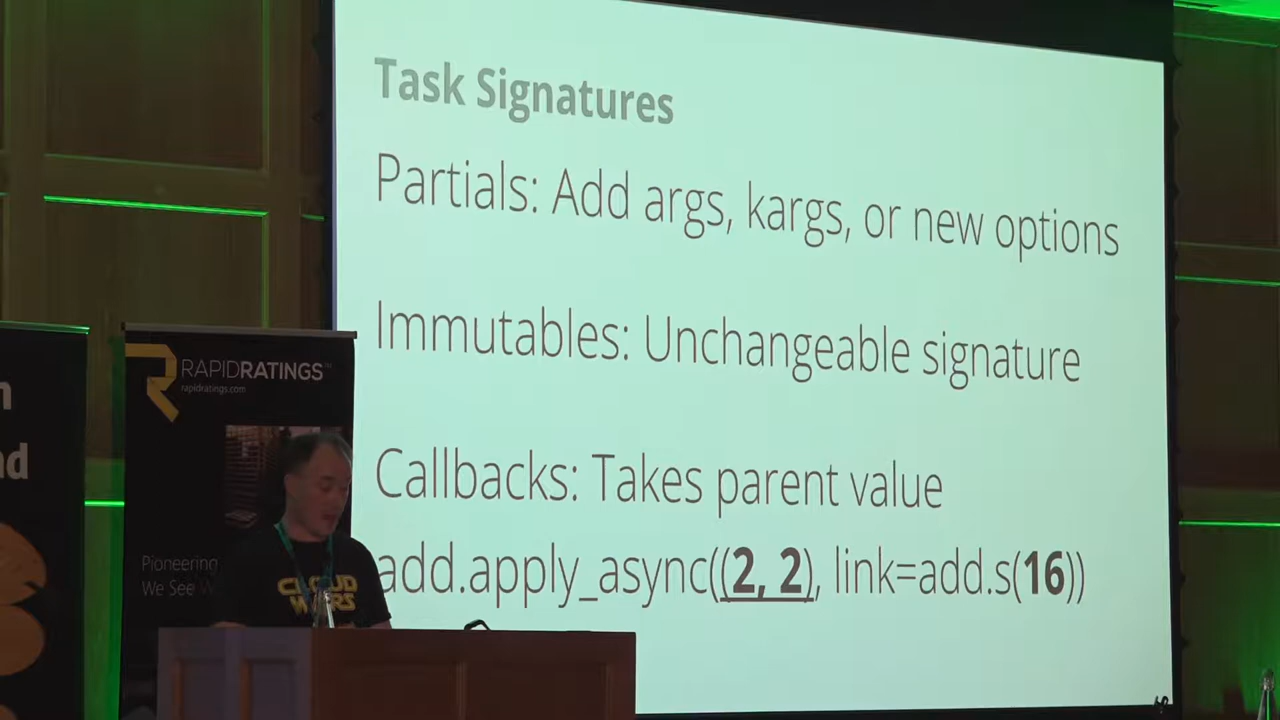 Task Signatures
Partials: Add args, kargs, or new options
Immutables: Unchangeable signature
Callbacks: Takes parent value
add.apply_async((2, 2), link=add.s(16))
RAPIDRATINGS
rapidratings.com
Pioneering
We See
CLOUD
WARS